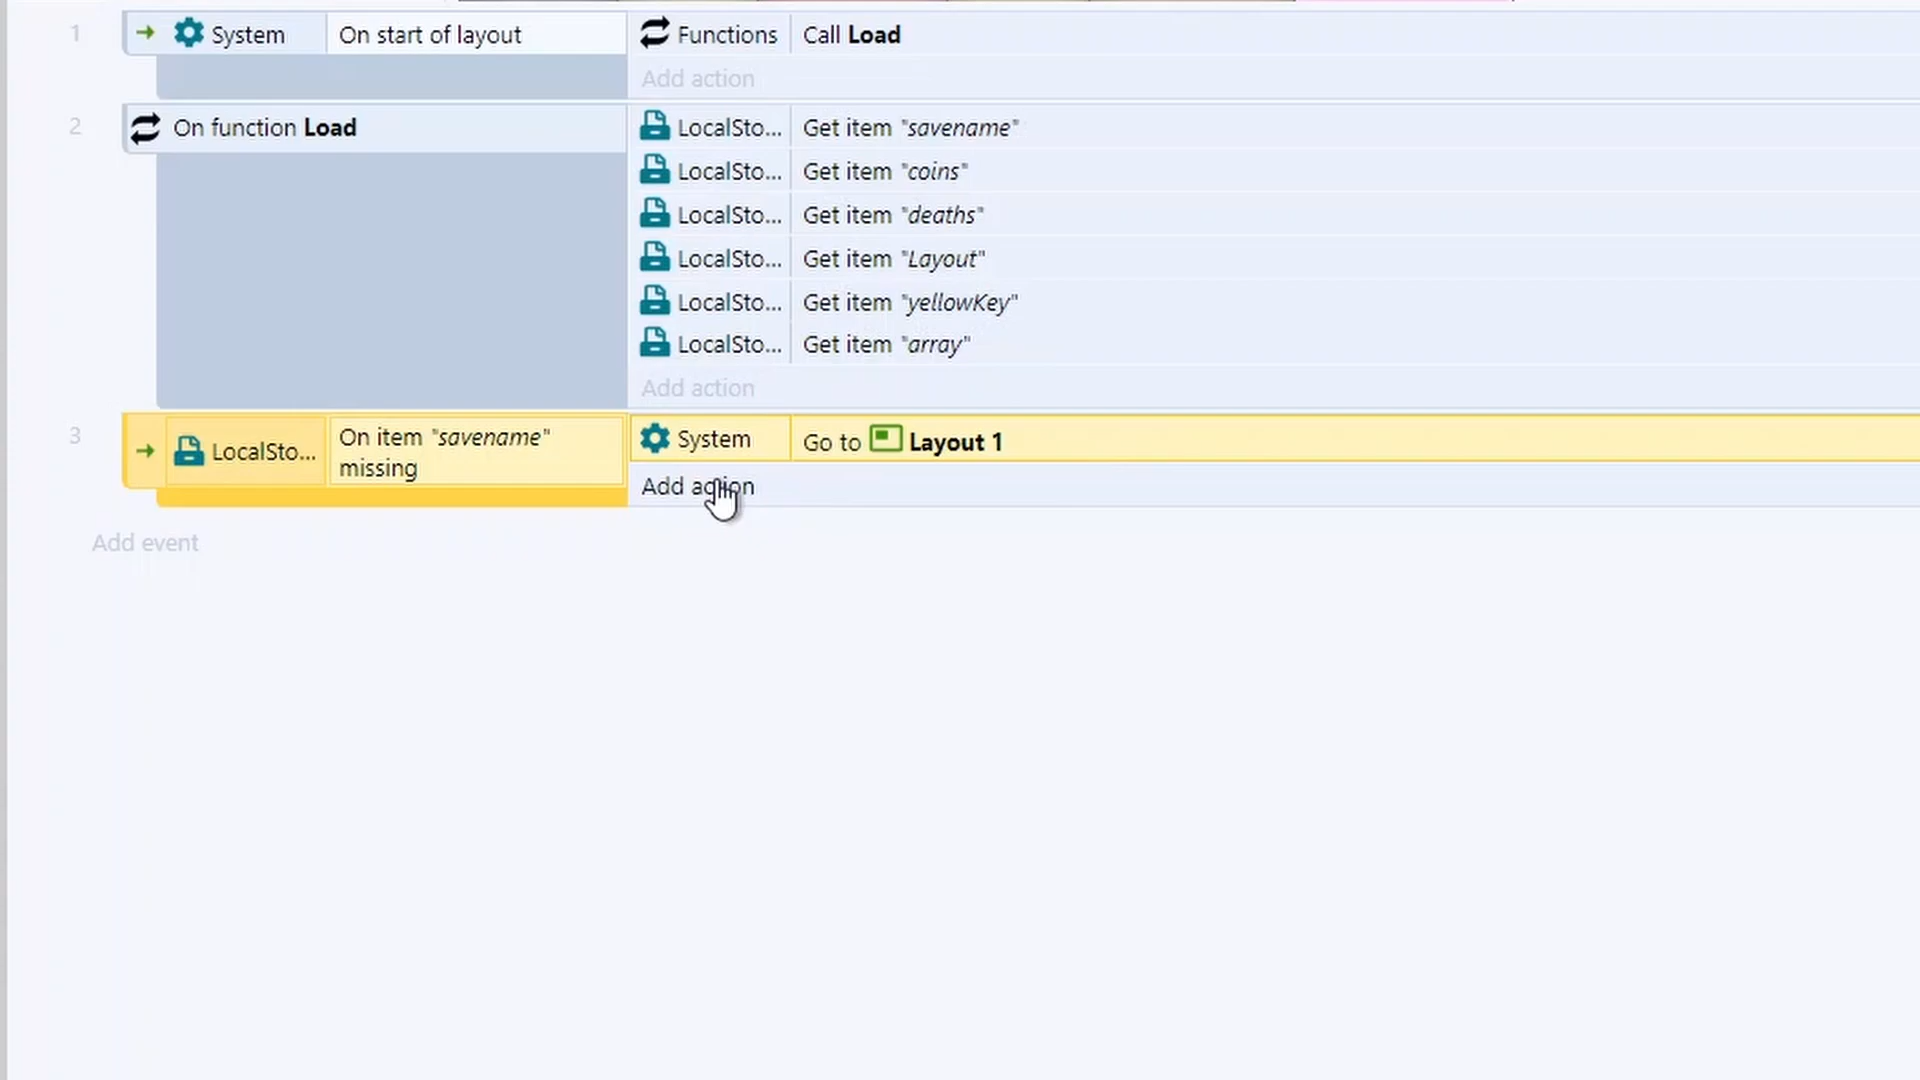 1 System On start of layout Functions Call Load
Add action
2 On function Load LocalSto... Get item "savename"
LocalSto... Get item "coins"
LocalSto... Get item "deaths"
LocalSto... Get item "Layout"
LocalSto... Get item "yellowKey"
LocalSto... Get item "array"
Add action
3 LocalSto... On item "savename" missing System Go to Layout 1
Add action
Add event